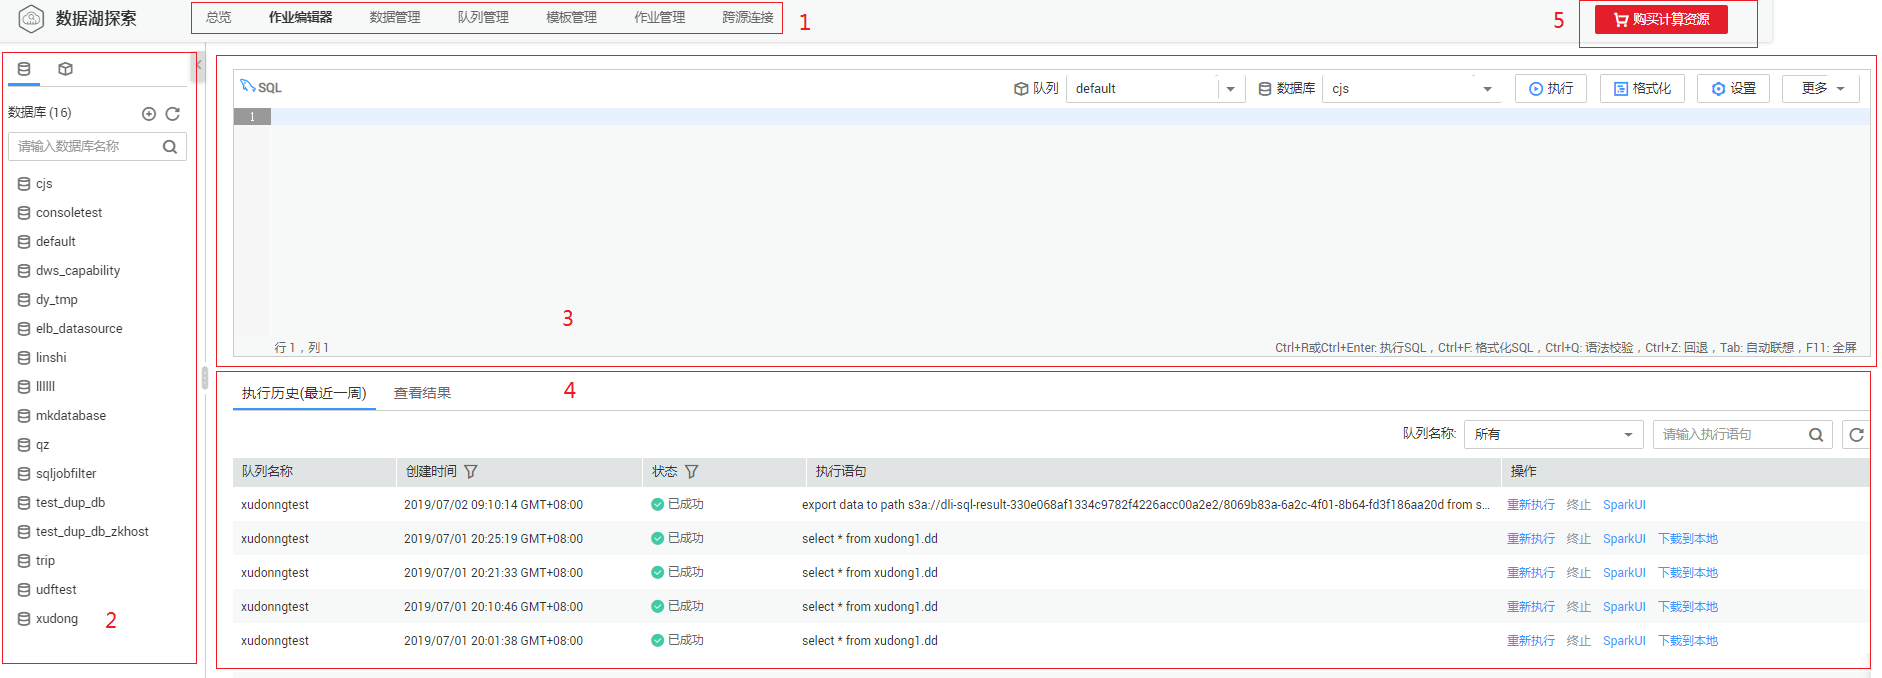 数据湖探索
总览 作业编辑器 数据管理 队列管理 模板管理 作业管理 跨源连接
1
5
购买计算资源
数据库 (16)
请输入数据库名称
cjs
consoletest
default
dws_capability
dy_tmp
elb_datasource
linshi
llllll
mkdatabase
qz
sqljobfilter
test_dup_db
test_dup_db_zkhost
trip
udftest
xudong
2
SQL
队列 default 数据库 cjs 执行 格式化 设置 更多
1
3
行 1，列 1
Ctrl+R或Ctrl+Enter: 执行SQL，Ctrl+F: 格式化SQL，Ctrl+Q: 语法校验，Ctrl+Z: 回退，Tab: 自动联想，F11: 全屏
执行历史(最近一周) 查看结果
4
队列名称: 所有 请输入执行语句
队列名称 创建时间 状态 执行语句 操作
xudonngtest 2019/07/02 09:10:14 GMT+08:00 已成功 export data to path s3a://dli-sql-result-330e068af1334c9782f4226acc00a2e2/8069b83a-6a2c-4f01-8b64-fd3f186aa20d from s... 重新执行 终止 SparkUI
xudonngtest 2019/07/01 20:25:19 GMT+08:00 已成功 select * from xudong1.dd 重新执行 终止 SparkUI 下载到本地
xudonngtest 2019/07/01 20:21:33 GMT+08:00 已成功 select * from xudong1.dd 重新执行 终止 SparkUI 下载到本地
xudonngtest 2019/07/01 20:10:46 GMT+08:00 已成功 select * from xudong1.dd 重新执行 终止 SparkUI 下载到本地
xudonngtest 2019/07/01 20:01:38 GMT+08:00 已成功 select * from xudong1.dd 重新执行 终止 SparkUI 下载到本地